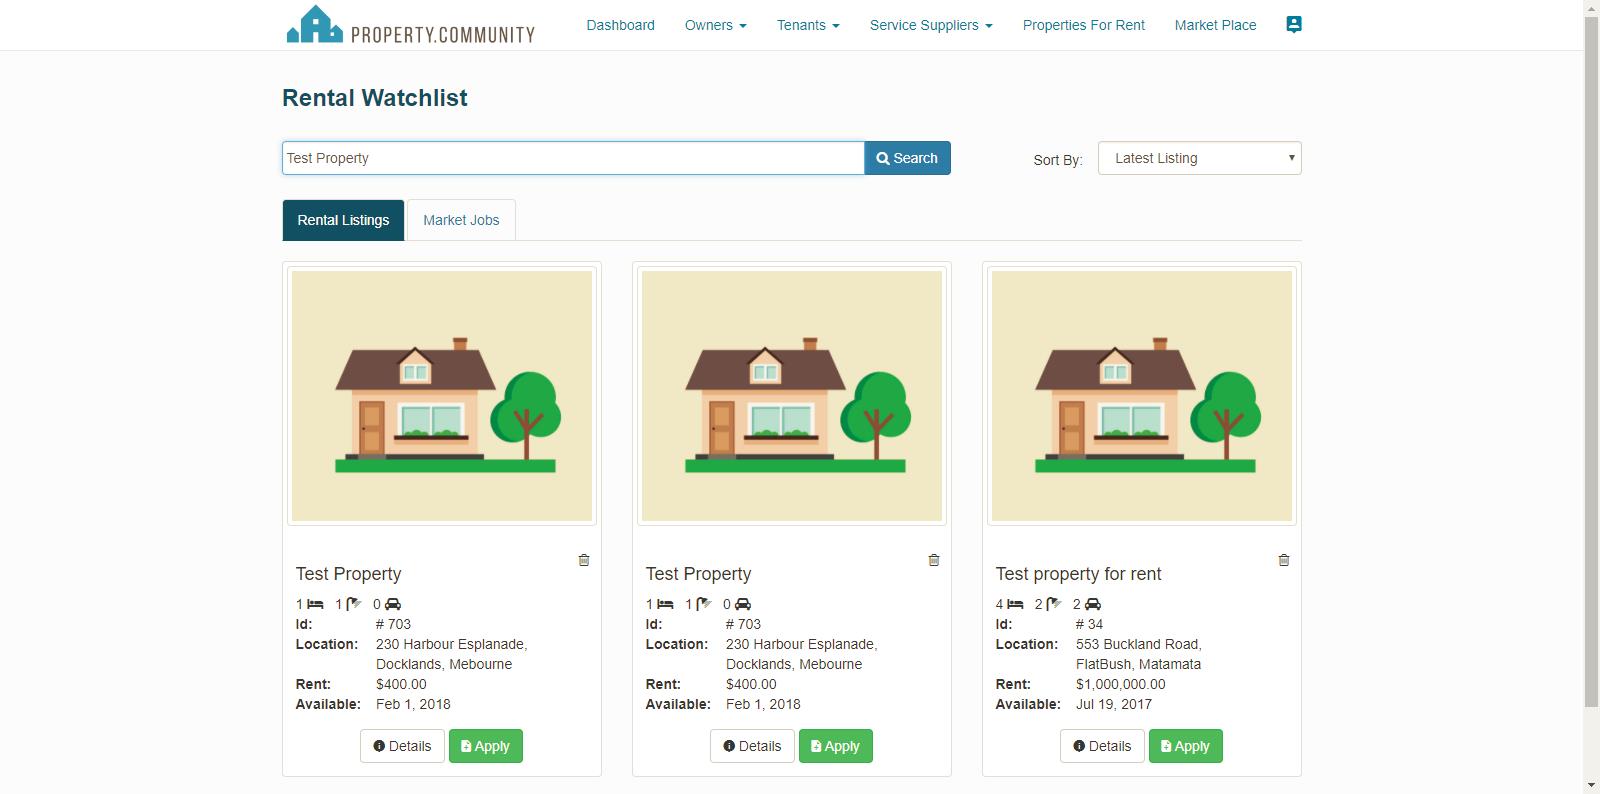 PROPERTY.COMMUNITY
Dashboard Owners Tenants Service Suppliers Properties For Rent Market Place
Rental Watchlist
Test Property Search Sort By: Latest Listing
Rental Listings Market Jobs
Test Property
1 1 0
Id: # 703
Location: 230 Harbour Esplanade,
Docklands, Mebourne
Rent: $400.00
Available: Feb 1, 2018
Details Apply
Test Property
1 1 0
Id: # 703
Location: 230 Harbour Esplanade,
Docklands, Mebourne
Rent: $400.00
Available: Feb 1, 2018
Details Apply
Test property for rent
4 2 2
Id: # 34
Location: 553 Buckland Road,
FlatBush, Matamata
Rent: $1,000,000.00
Available: Jul 19, 2017
Details Apply